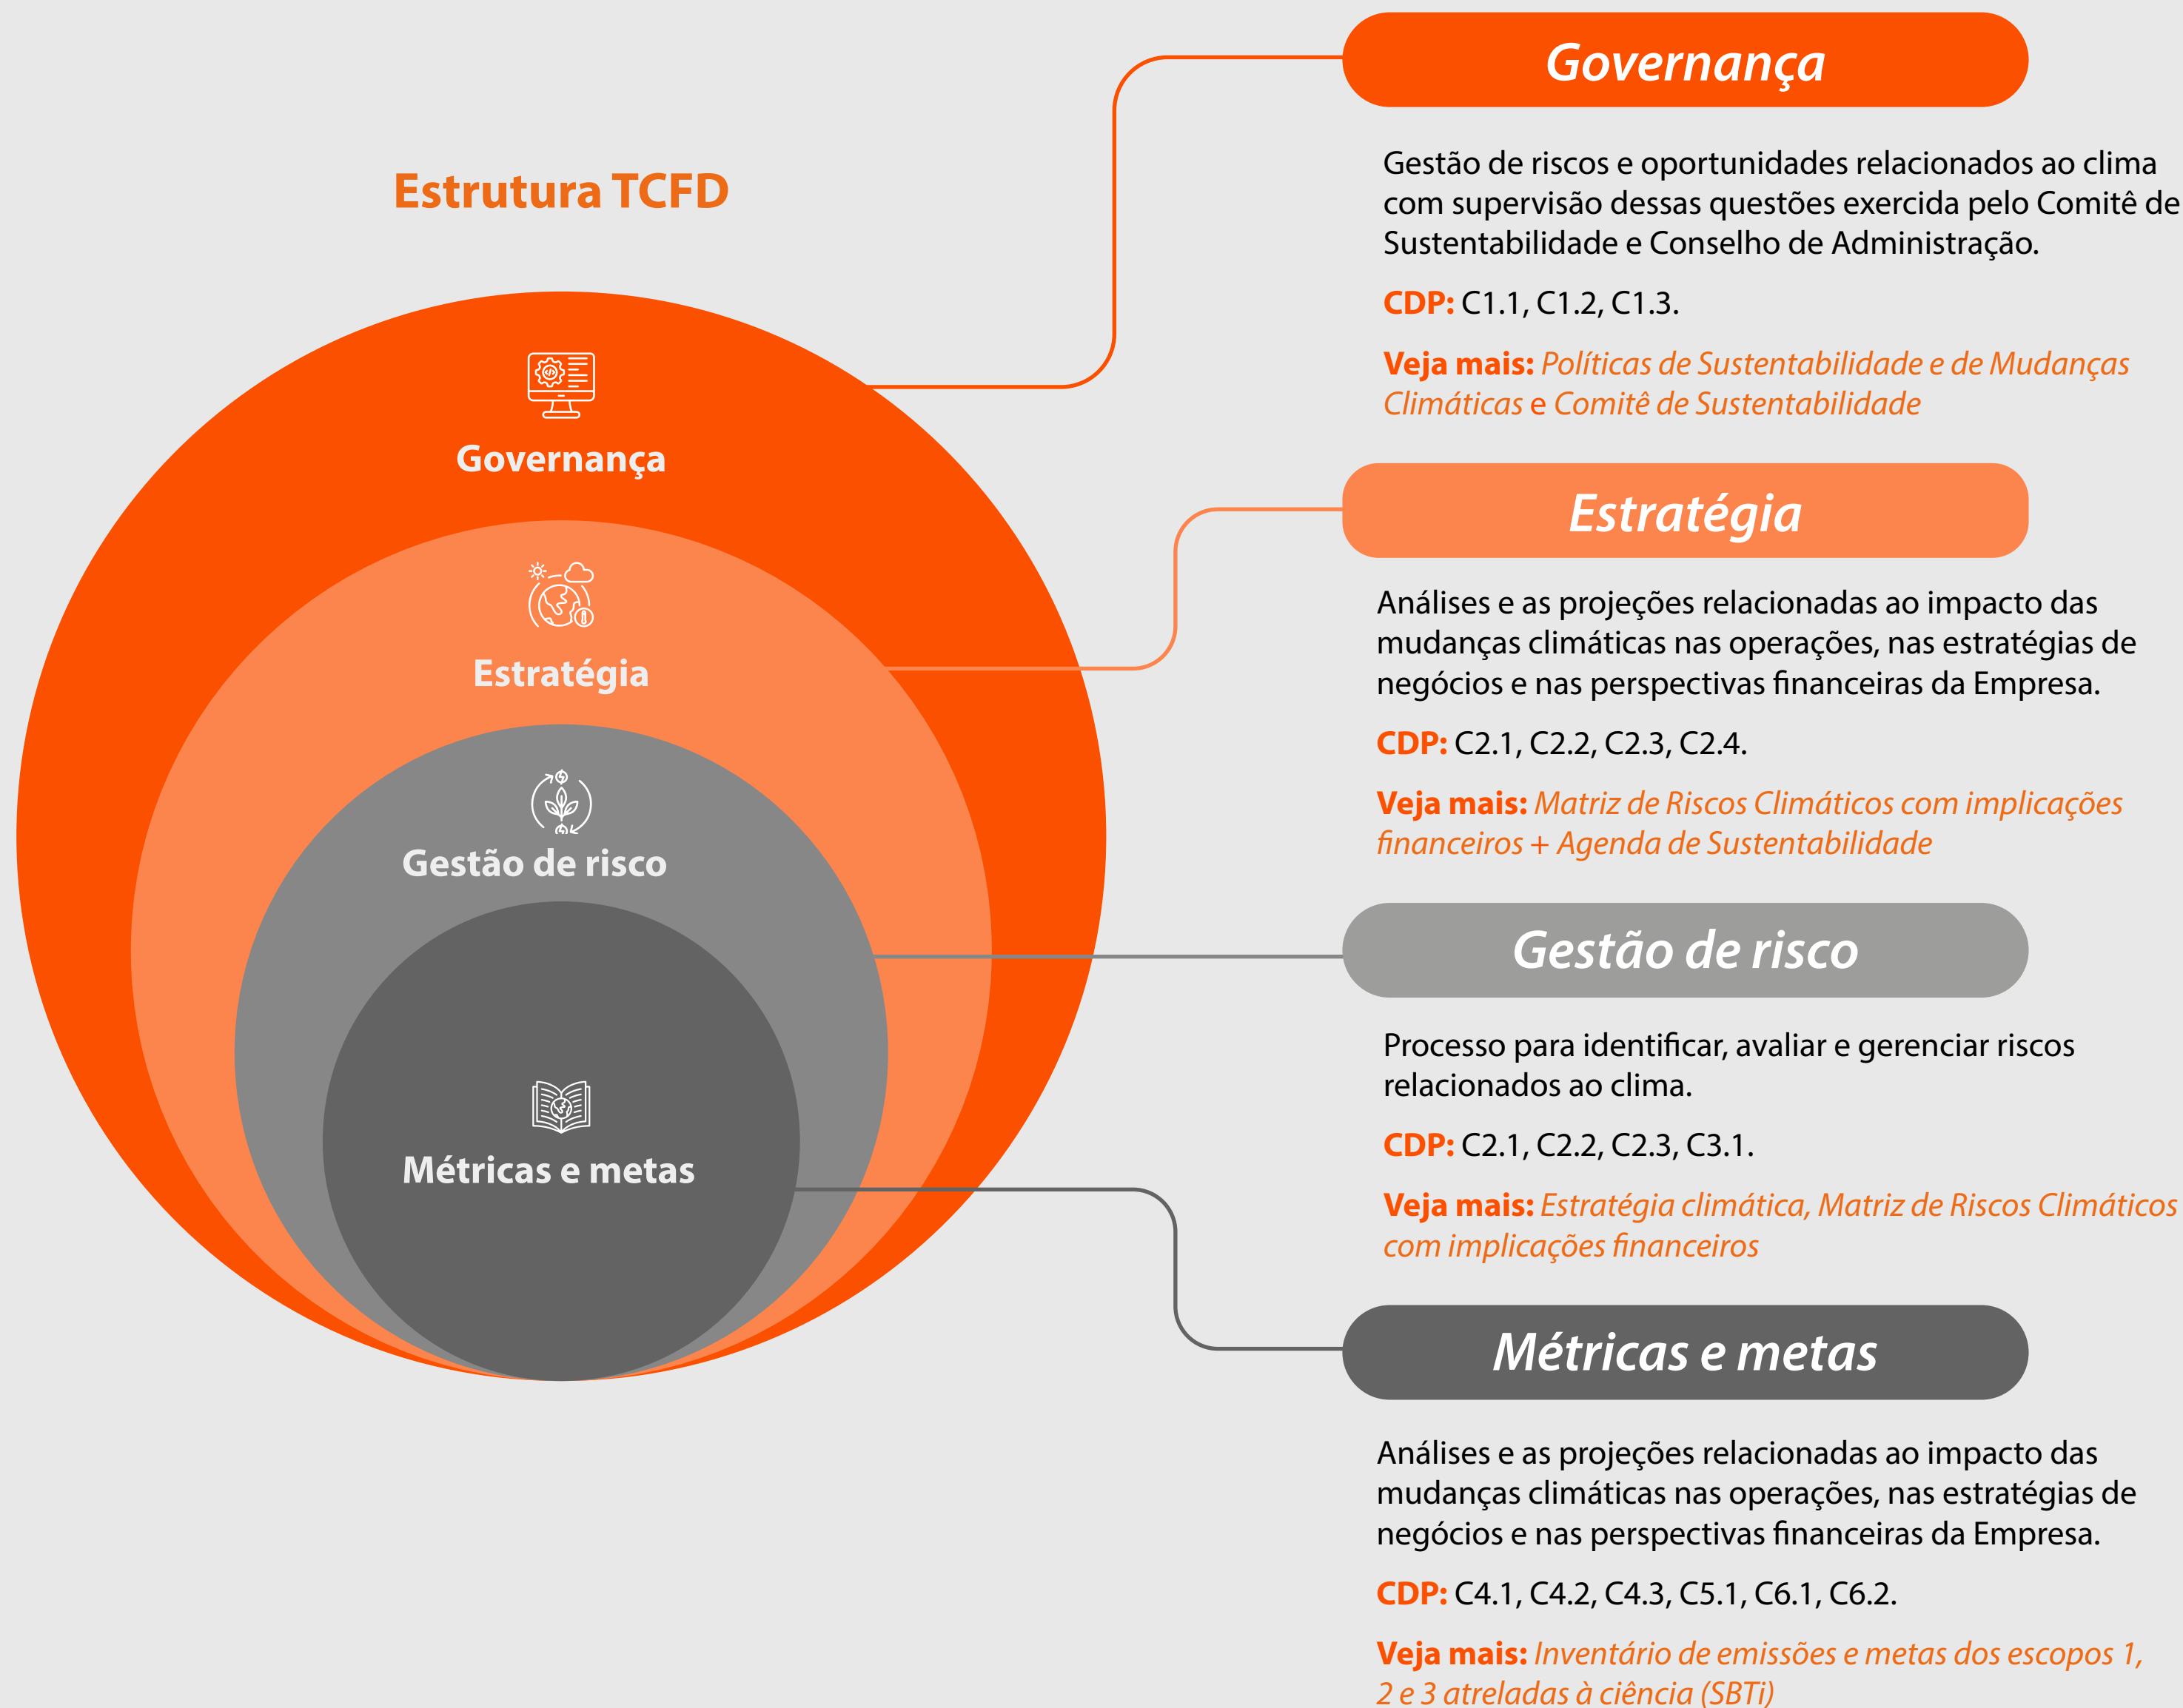 Estrutura TCFD
Governança
Estratégia
Gestão de risco
Métricas e metas
Governança
Gestão de riscos e oportunidades relacionados ao clima
com supervisão dessas questões exercida pelo Comitê de
Sustentabilidade e Conselho de Administração.
CDP: C1.1, C1.2, C1.3.
Veja mais: Políticas de Sustentabilidade e de Mudanças
Climáticas e Comitê de Sustentabilidade
Estratégia
Análises e as projeções relacionadas ao impacto das
mudanças climáticas nas operações, nas estratégias de
negócios e nas perspectivas financeiras da Empresa.
CDP: C2.1, C2.2, C2.3, C2.4.
Veja mais: Matriz de Riscos Climáticos com implicações
financeiros + Agenda de Sustentabilidade
Gestão de risco
Processo para identificar, avaliar e gerenciar riscos
relacionados ao clima.
CDP: C2.1, C2.2, C2.3, C3.1.
Veja mais: Estratégia climática, Matriz de Riscos Climáticos
com implicações financeiros
Métricas e metas
Análises e as projeções relacionadas ao impacto das
mudanças climáticas nas operações, nas estratégias de
negócios e nas perspectivas financeiras da Empresa.
CDP: C4.1, C4.2, C4.3, C5.1, C6.1, C6.2.
Veja mais: Inventário de emissões e metas dos escopos 1,
2 e 3 atreladas à ciência (SBTi)